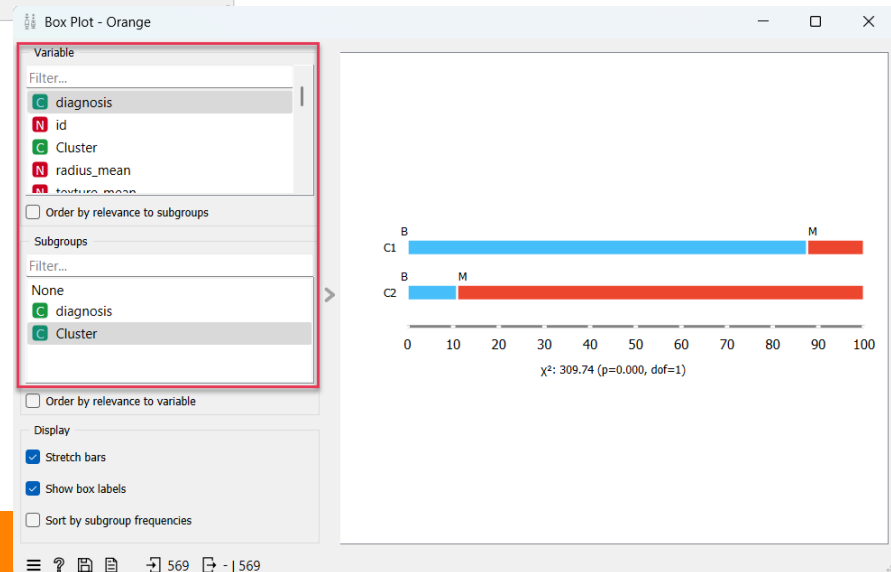 Box Plot - Orange
Variable
Filter...
C diagnosis
N id
C Cluster
N radius_mean
N texture_mean
Order by relevance to subgroups
Subgroups
Filter...
None
C diagnosis
C Cluster
Order by relevance to variable
Display
Stretch bars
Show box labels
Sort by subgroup frequencies
569 - | 569
B M
C1
B M
C2
0 10 20 30 40 50 60 70 80 90 100
χ²: 309.74 (p=0.000, dof=1)